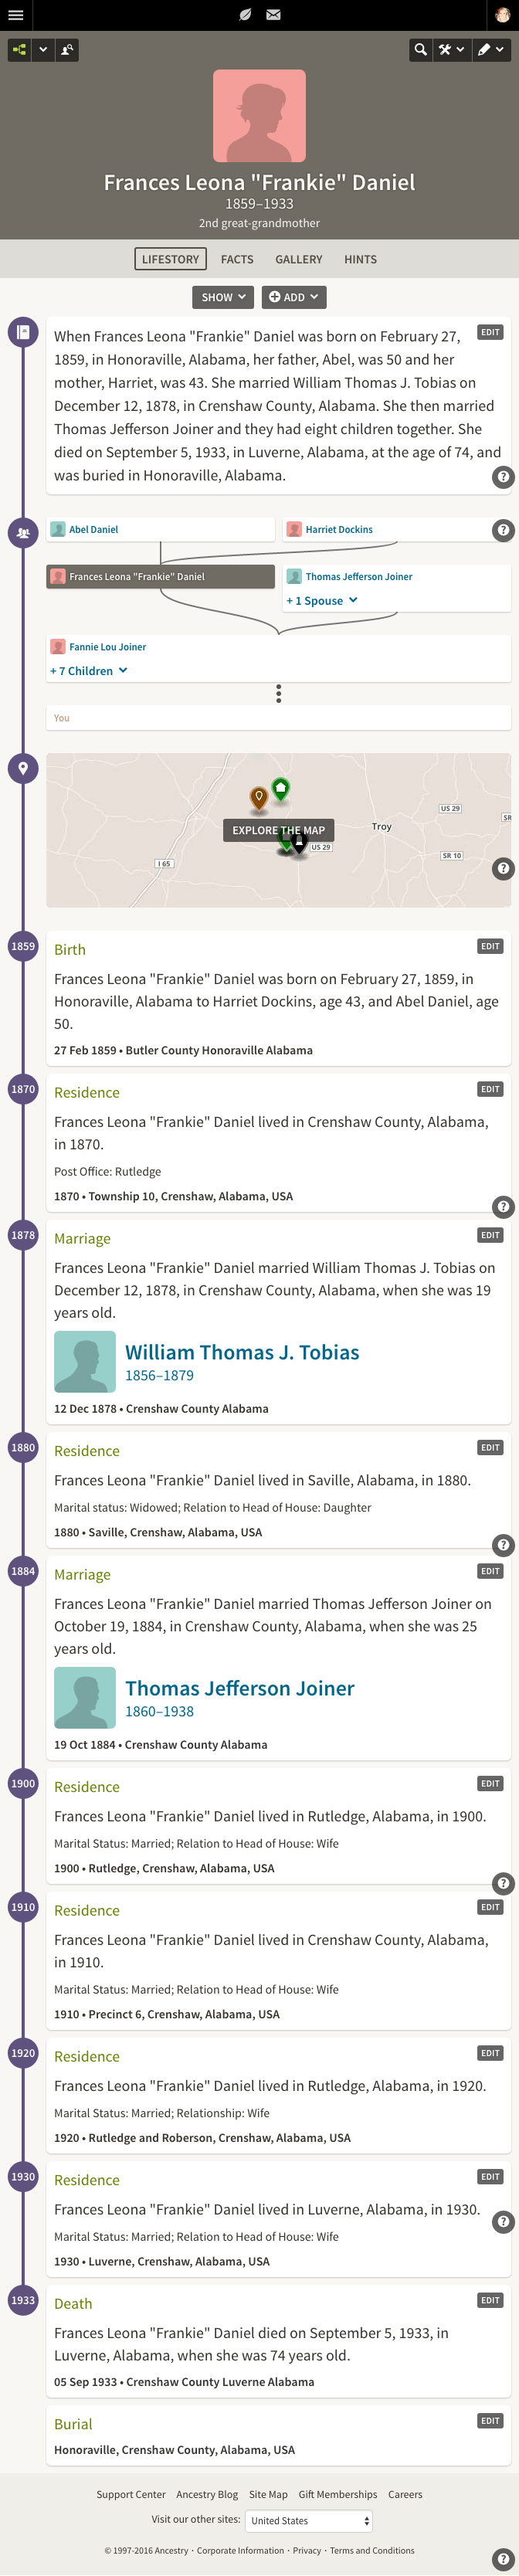 Frances Leona "Frankie" Daniel
1859–1933
2nd great-grandmother
LIFESTORY FACTS GALLERY HINTS
SHOW ADD
EDIT
When Frances Leona "Frankie" Daniel was born on February 27,
1859, in Honoraville, Alabama, her father, Abel, was 50 and her
mother, Harriet, was 43. She married William Thomas J. Tobias on
December 12, 1878, in Crenshaw County, Alabama. She then married
Thomas Jefferson Joiner and they had eight children together. She
died on September 5, 1933, in Luverne, Alabama, at the age of 74, and
was buried in Honoraville, Alabama.
?
Abel Daniel Harriet Dockins ?
Frances Leona "Frankie" Daniel Thomas Jefferson Joiner
+ 1 Spouse
Fannie Lou Joiner
+ 7 Children
You
US 29
SR
EXPLORE THE MAP Troy
US 29
SR 10
I 65
?
1859 Birth EDIT
Frances Leona "Frankie" Daniel was born on February 27, 1859, in
Honoraville, Alabama to Harriet Dockins, age 43, and Abel Daniel, age
50.
27 Feb 1859 • Butler County Honoraville Alabama
1870 Residence EDIT
Frances Leona "Frankie" Daniel lived in Crenshaw County, Alabama,
in 1870.
Post Office: Rutledge
1870 • Township 10, Crenshaw, Alabama, USA
?
1878 Marriage EDIT
Frances Leona "Frankie" Daniel married William Thomas J. Tobias on
December 12, 1878, in Crenshaw County, Alabama, when she was 19
years old.
William Thomas J. Tobias
1856–1879
12 Dec 1878 • Crenshaw County Alabama
1880 Residence EDIT
Frances Leona "Frankie" Daniel lived in Saville, Alabama, in 1880.
Marital status: Widowed; Relation to Head of House: Daughter
1880 • Saville, Crenshaw, Alabama, USA
?
1884 Marriage EDIT
Frances Leona "Frankie" Daniel married Thomas Jefferson Joiner on
October 19, 1884, in Crenshaw County, Alabama, when she was 25
years old.
Thomas Jefferson Joiner
1860–1938
19 Oct 1884 • Crenshaw County Alabama
1900 Residence EDIT
Frances Leona "Frankie" Daniel lived in Rutledge, Alabama, in 1900.
Marital Status: Married; Relation to Head of House: Wife
1900 • Rutledge, Crenshaw, Alabama, USA
?
1910 Residence EDIT
Frances Leona "Frankie" Daniel lived in Crenshaw County, Alabama,
in 1910.
Marital Status: Married; Relation to Head of House: Wife
1910 • Precinct 6, Crenshaw, Alabama, USA
1920 Residence EDIT
Frances Leona "Frankie" Daniel lived in Rutledge, Alabama, in 1920.
Marital Status: Married; Relationship: Wife
1920 • Rutledge and Roberson, Crenshaw, Alabama, USA
1930 Residence EDIT
Frances Leona "Frankie" Daniel lived in Luverne, Alabama, in 1930.
?
Marital Status: Married; Relation to Head of House: Wife
1930 • Luverne, Crenshaw, Alabama, USA
1933 Death EDIT
Frances Leona "Frankie" Daniel died on September 5, 1933, in
Luverne, Alabama, when she was 74 years old.
05 Sep 1933 • Crenshaw County Luverne Alabama
Burial EDIT
Honoraville, Crenshaw County, Alabama, USA
Support Center Ancestry Blog Site Map Gift Memberships Careers
Visit our other sites: United States
© 1997-2016 Ancestry · Corporate Information · Privacy · Terms and Conditions
?